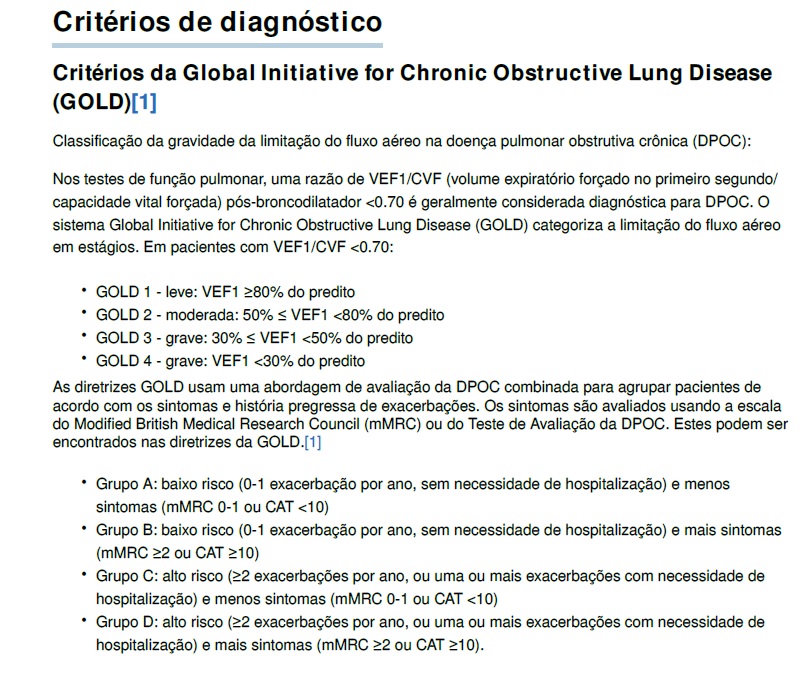 Critérios de diagnóstico
Critérios da Global Initiative for Chronic Obstructive Lung Disease
(GOLD)[1]
Classificação da gravidade da limitação do fluxo aéreo na doença pulmonar obstrutiva crônica (DPOC):
Nos testes de função pulmonar, uma razão de VEF1/CVF (volume expiratório forçado no primeiro segundo/
capacidade vital forçada) pós-broncodilatador <0.70 é geralmente considerada diagnóstica para DPOC. O
sistema Global Initiative for Chronic Obstructive Lung Disease (GOLD) categoriza a limitação do fluxo aéreo
em estágios. Em pacientes com VEF1/CVF <0.70:
• GOLD 1 - leve: VEF1 ≥80% do predito
• GOLD 2 - moderada: 50% ≤ VEF1 <80% do predito
• GOLD 3 - grave: 30% ≤ VEF1 <50% do predito
• GOLD 4 - grave: VEF1 <30% do predito
As diretrizes GOLD usam uma abordagem de avaliação da DPOC combinada para agrupar pacientes de
acordo com os sintomas e história pregressa de exacerbações. Os sintomas são avaliados usando a escala
do Modified British Medical Research Council (mMRC) ou do Teste de Avaliação da DPOC. Estes podem ser
encontrados nas diretrizes da GOLD.[1]
• Grupo A: baixo risco (0-1 exacerbação por ano, sem necessidade de hospitalização) e menos
sintomas (mMRC 0-1 ou CAT <10)
• Grupo B: baixo risco (0-1 exacerbação por ano, sem necessidade de hospitalização) e mais sintomas
(mMRC ≥2 ou CAT ≥10)
• Grupo C: alto risco (≥2 exacerbações por ano, ou uma ou mais exacerbações com necessidade de
hospitalização) e menos sintomas (mMRC 0-1 ou CAT <10)
• Grupo D: alto risco (≥2 exacerbações por ano, ou uma ou mais exacerbações com necessidade de
hospitalização) e mais sintomas (mMRC ≥2 ou CAT ≥10).